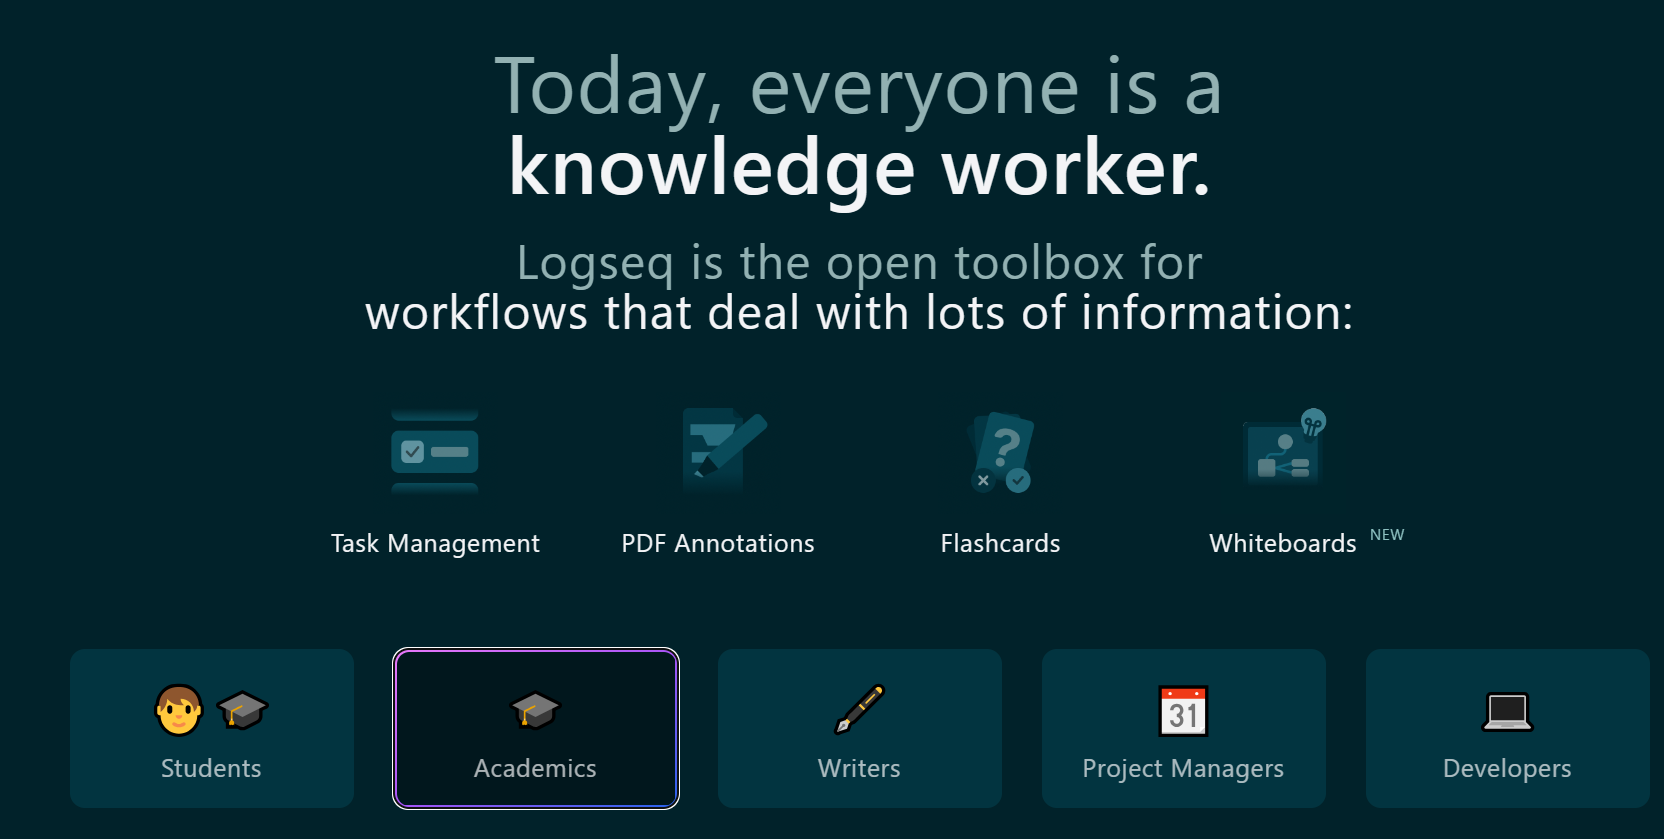 Today, everyone is a
knowledge worker.
Logseq is the open toolbox for
workflows that deal with lots of information:
Task Management
PDF Annotations
Flashcards
Whiteboards NEW
31
Students
Academics
Writers
Project Managers
Developers